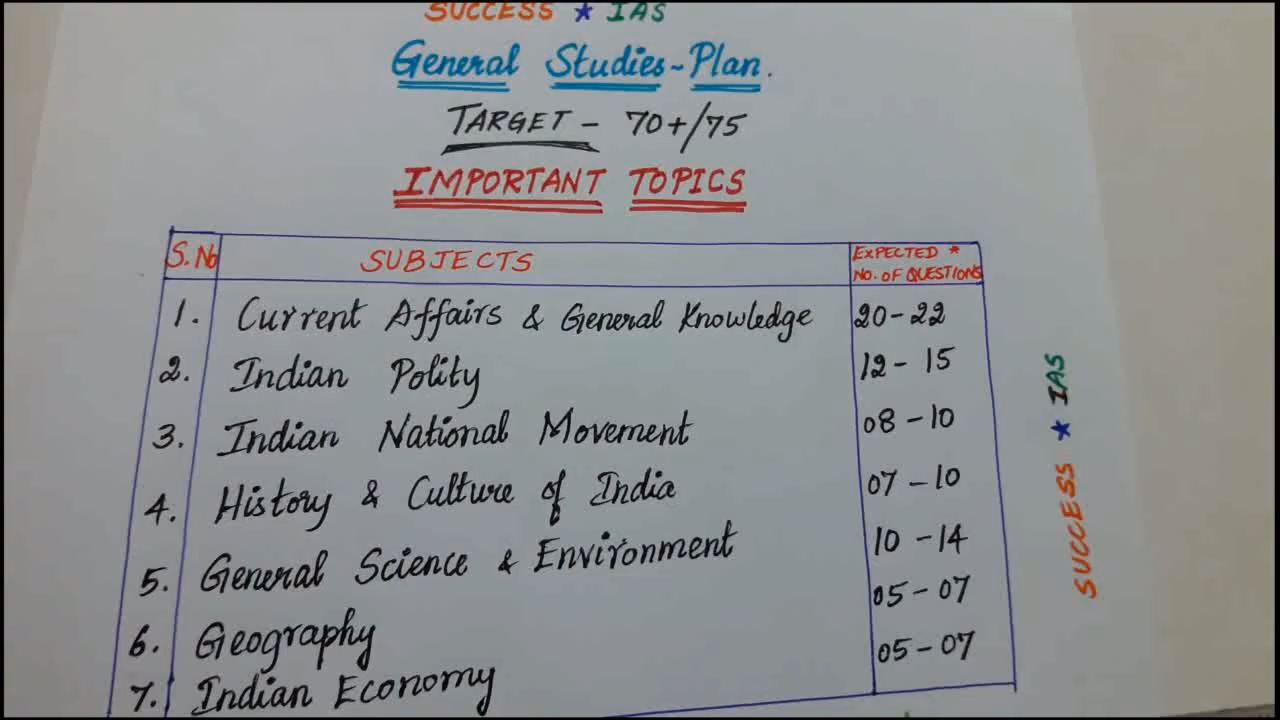 SUCCESS ★ IAS
General Studies - Plan.
TARGET - 70+/75
IMPORTANT TOPICS
S.No SUBJECTS EXPECTED * NO. OF QUESTIONS
1. Current Affairs & General Knowledge 20-22
2. Indian Polity 12-15
3. Indian National Movement 08-10
4. History & Culture of India 07-10
5. General Science & Environment 10-14
6. Geography 05-07
7. Indian Economy 05-07
SUCCESS ★ IAS